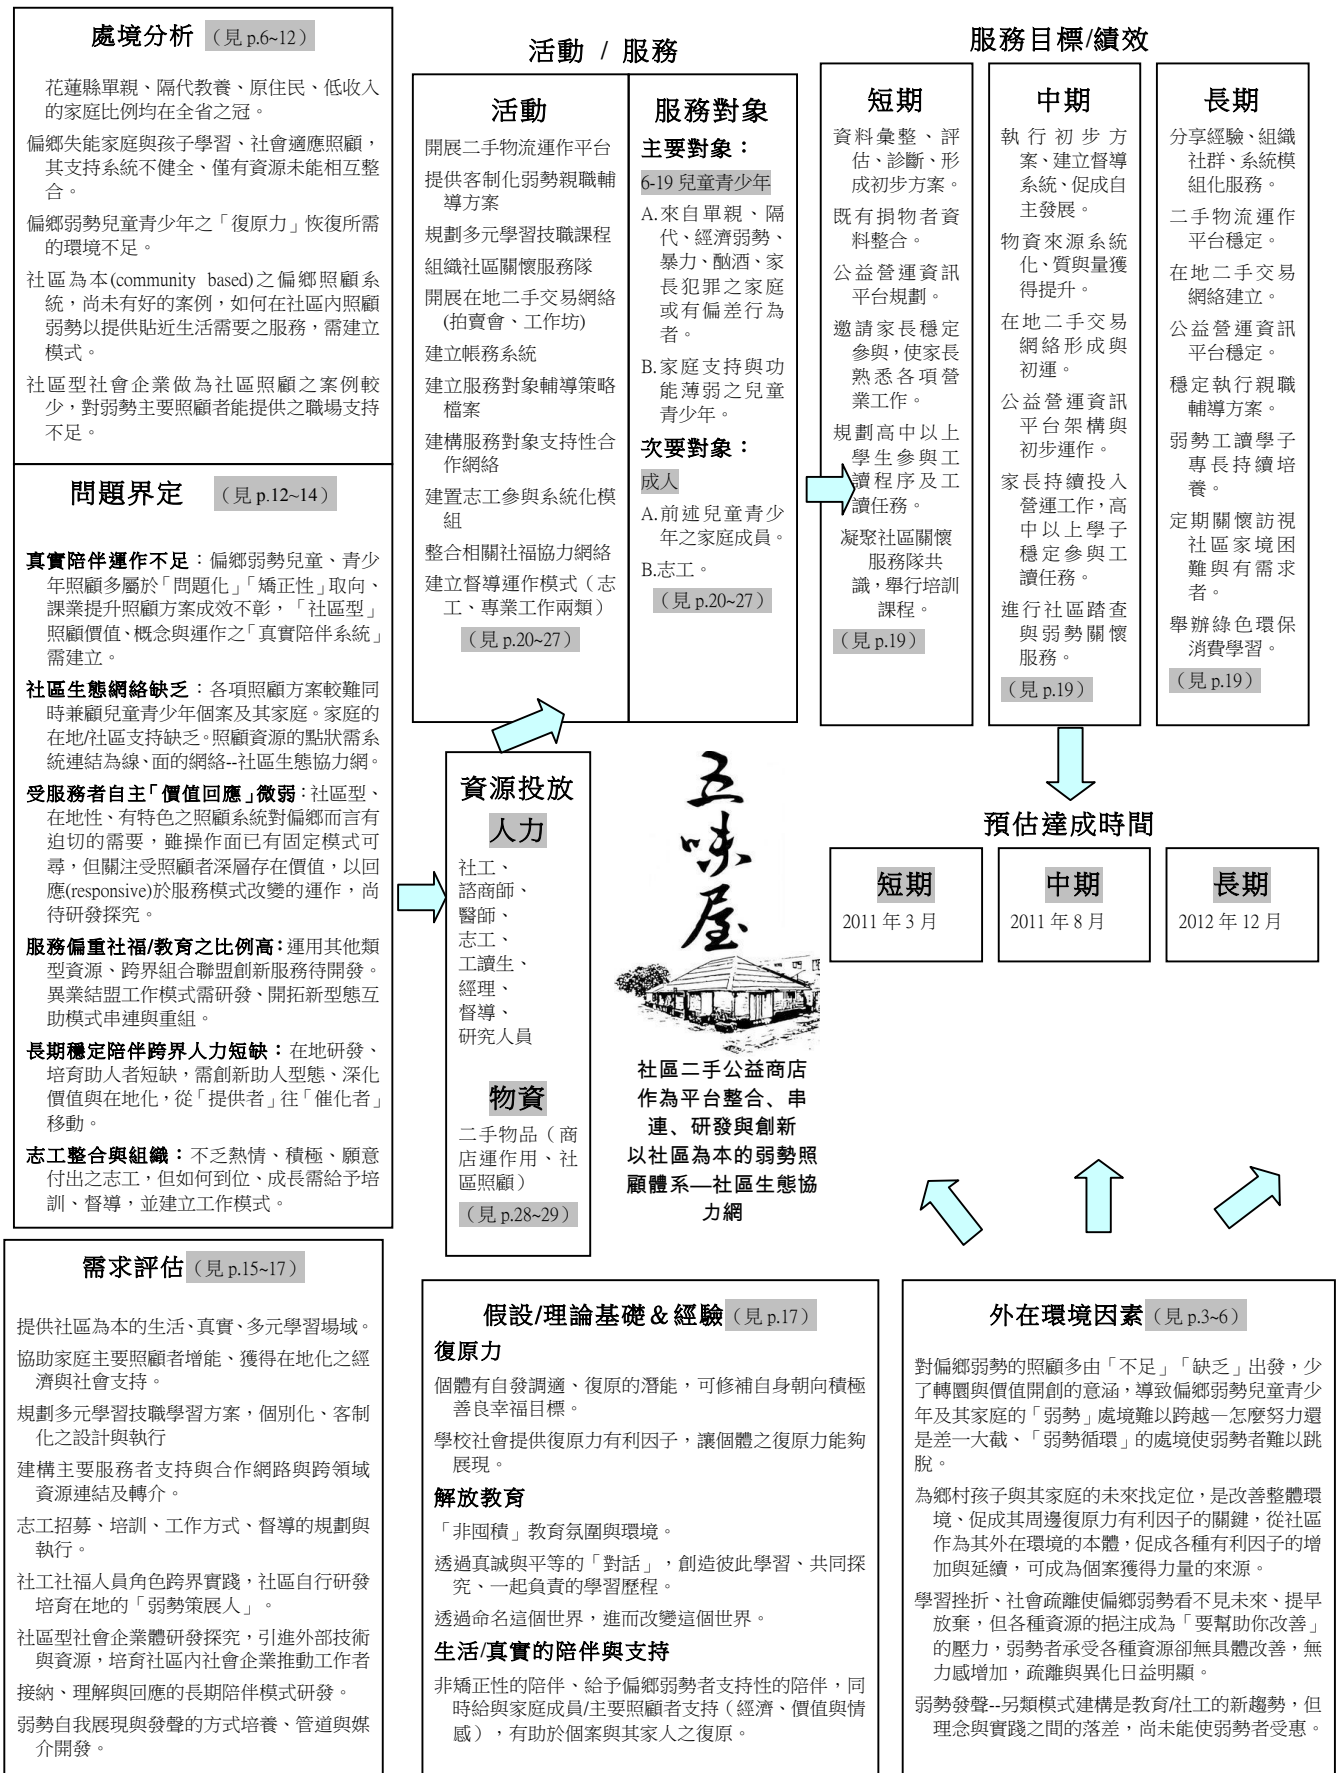 處境分析 （見 p.6~12）
花蓮縣單親、隔代教養、原住民、低收入
的家庭比例均在全省之冠。
偏鄉失能家庭與孩子學習、社會適應照顧，
其支持系統不健全、僅有資源未能相互整
合。
偏鄉弱勢兒童青少年之「復原力」恢復所需
的環境不足。
社區為本(community based)之偏鄉照顧系
統，尚未有好的案例，如何在社區內照顧
弱勢以提供貼近生活需要之服務，需建立
模式。
社區型社會企業做為社區照顧之案例較
少，對弱勢主要照顧者能提供之職場支持
不足。
問題界定 （見 p.12~14）
真實陪伴運作不足：偏鄉弱勢兒童、青少
年照顧多屬於「問題化」「矯正性」取向、
課業提升照顧方案成效不彰，「社區型」
照顧價值、概念與運作之「真實陪伴系統」
需建立。
社區生態網絡缺乏：各項照顧方案較難同
時兼顧兒童青少年個案及其家庭。家庭的
在地/社區支持缺乏。照顧資源的點狀需系
統連結為線、面的網絡--社區生態協力網。
受服務者自主「價值回應」微弱：社區型、
在地性、有特色之照顧系統對偏鄉而言有
迫切的需要，雖操作面已有固定模式可
尋，但關注受照顧者深層存在價值，以回
應(responsive)於服務模式改變的運作，尚
待研發探究。
服務偏重社福/教育之比例高：運用其他類
型資源、跨界組合聯盟創新服務待開發。
異業結盟工作模式需研發、開拓新型態互
助模式串連與重組。
長期穩定陪伴跨界人力短缺：在地研發、
培育助人者短缺，需創新助人型態、深化
價值與在地化，從「提供者」往「催化者」
移動。
志工整合與組織：不乏熱情、積極、願意
付出之志工，但如何到位、成長需給予培
訓、督導，並建立工作模式。
需求評估（見 p.15~17）
提供社區為本的生活、真實、多元學習場域。
協助家庭主要照顧者增能、獲得在地化之經
濟與社會支持。
規劃多元學習技職學習方案，個別化、客制
化之設計與執行
建構主要服務者支持與合作網路與跨領域
資源連結及轉介。
志工招募、培訓、工作方式、督導的規劃與
執行。
社工社福人員角色跨界實踐，社區自行研發
培育在地的「弱勢策展人」。
社區型社會企業體研發探究，引進外部技術
與資源，培育社區內社會企業推動工作者
接納、理解與回應的長期陪伴模式研發。
弱勢自我展現與發聲的方式培養、管道與媒
介開發。
活動 / 服務
活動
開展二手物流運作平台
提供客制化弱勢親職輔
導方案
規劃多元學習技職課程
組織社區關懷服務隊
開展在地二手交易網絡
(拍賣會、工作坊)
建立帳務系統
建立服務對象輔導策略
檔案
建構服務對象支持性合
作網絡
建置志工參與系統化模
組
整合相關社福協力網絡
建立督導運作模式（志
工、專業工作兩類）
（見 p.20~27）
服務對象
主要對象：
6-19 兒童青少年
A.來自單親、隔
代、經濟弱勢、
暴力、酗酒、家
長犯罪之家庭
或有偏差行為
者。
B.家庭支持與功
能薄弱之兒童
青少年。
次要對象：
成人
A.前述兒童青少
年之家庭成員。
B.志工。
（見 p.20~27）
資源投放
人力
社工、
諮商師、
醫師、
志工、
工讀生、
經理、
督導、
研究人員
物資
二手物品（商
店運作用、社
區照顧）
（見 p.28~29）
五味屋
社區二手公益商店
作為平台整合、串
連、研發與創新
以社區為本的弱勢照
顧體系—社區生態協
力網
服務目標/績效
短期
資料彙整、評
估、診斷、形
成初步方案。
既有捐物者資
料整合。
公益營運資訊
平台規劃。
邀請家長穩定
參與，使家長
熟悉各項營
業工作。
規劃高中以上
學生參與工
讀程序及工
讀任務。
凝聚社區關懷
服務隊共
識，舉行培訓
課程。
（見 p.19）
中期
執行初步方
案、建立督導
系統、促成自
主發展。
物資來源系統
化、質與量獲
得提升。
在地二手交易
網絡形成與
初運。
公益營運資訊
平台架構與
初步運作。
家長持續投入
營運工作，高
中以上學子
穩定參與工
讀任務。
進行社區踏查
與弱勢關懷
服務。
（見 p.19）
長期
分享經驗、組織
社群、系統模
組化服務。
二手物流運作
平台穩定。
在地二手交易
網絡建立。
公益營運資訊
平台穩定。
穩定執行親職
輔導方案。
弱勢工讀學子
專長持續培
養。
定期關懷訪視
社區家境困
難與有需求
者。
舉辦綠色環保
消費學習。
（見 p.19）
預估達成時間
短期
2011 年 3 月
中期
2011 年 8 月
長期
2012 年 12 月
假設/理論基礎＆經驗（見 p.17）
復原力
個體有自發調適、復原的潛能，可修補自身朝向積極
善良幸福目標。
學校社會提供復原力有利因子，讓個體之復原力能夠
展現。
解放教育
「非囤積」教育氛圍與環境。
透過真誠與平等的「對話」，創造彼此學習、共同探
究、一起負責的學習歷程。
透過命名這個世界，進而改變這個世界。
生活/真實的陪伴與支持
非矯正性的陪伴、給予偏鄉弱勢者支持性的陪伴，同
時給與家庭成員/主要照顧者支持（經濟、價值與情
感），有助於個案與其家人之復原。
外在環境因素（見 p.3~6）
對偏鄉弱勢的照顧多由「不足」「缺乏」出發，少
了轉圜與價值開創的意涵，導致偏鄉弱勢兒童青少
年及其家庭的「弱勢」處境難以跨越—怎麼努力還
是差一大截、「弱勢循環」的處境使弱勢者難以跳
脫。
為鄉村孩子與其家庭的未來找定位，是改善整體環
境、促成其周邊復原力有利因子的關鍵，從社區
作為其外在環境的本體，促成各種有利因子的增
加與延續，可成為個案獲得力量的來源。
學習挫折、社會疏離使偏鄉弱勢看不見未來、提早
放棄，但各種資源的挹注成為「要幫助你改善」
的壓力，弱勢者承受各種資源卻無具體改善，無
力感增加，疏離與異化日益明顯。
弱勢發聲--另類模式建構是教育/社工的新趨勢，但
理念與實踐之間的落差，尚未能使弱勢者受惠。